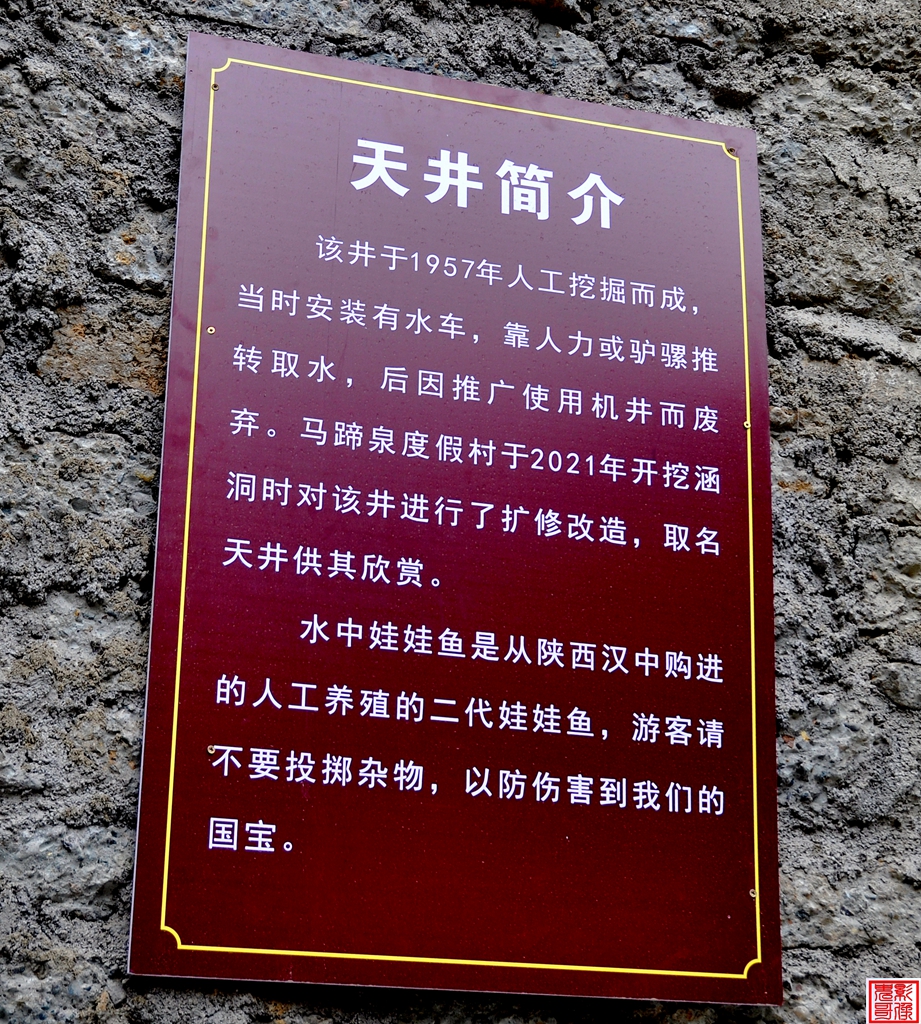 天井简介
该井于1957年人工挖掘而成，
当时安装有水车，靠人力或驴骡推
转取水，后因推广使用机井而废
弃。马蹄泉度假村于2021年开挖涵
洞时对该井进行了扩修改造，取名
天井供其欣赏。
水中娃娃鱼是从陕西汉中购进
的人工养殖的二代娃娃鱼，游客请
不要投掷杂物，以防伤害到我们的
国宝。